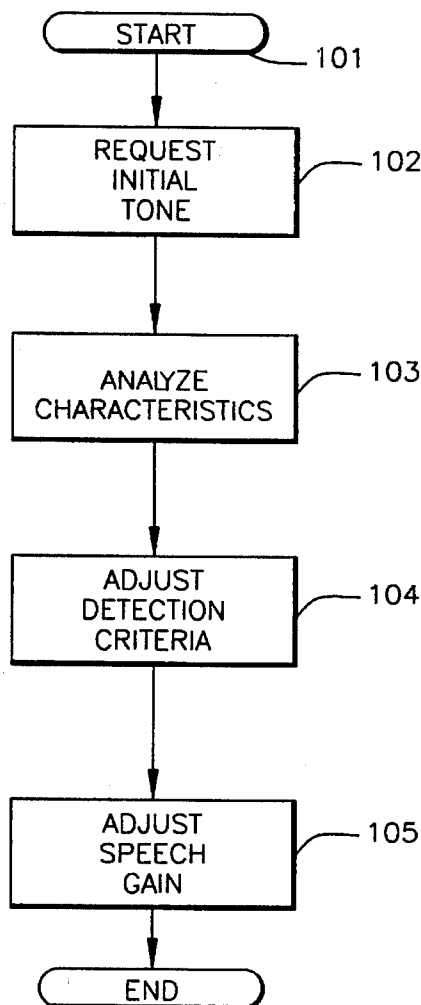 START
101
REQUEST
INITIAL
TONE
102
ANALYZE
CHARACTERISTICS
103
ADJUST
DETECTION
CRITERIA
104
ADJUST
SPEECH
GAIN
105
END